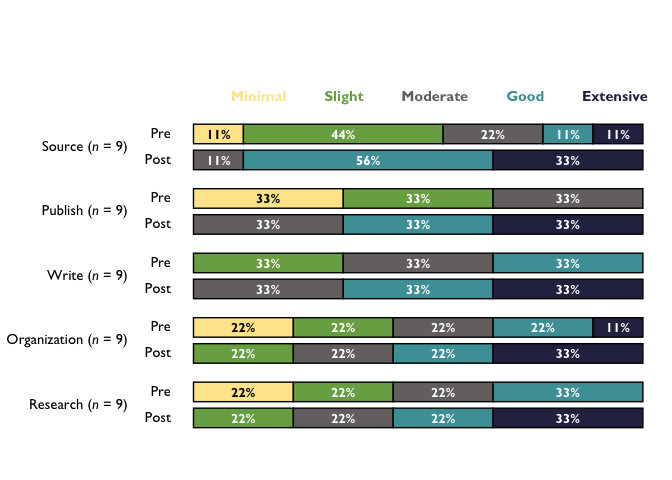 Minimal Slight Moderate Good Extensive
Source (n = 9)
Pre 11% 44% 22% 11% 11%
Post 11% 56% 33%
Publish (n = 9)
Pre 33% 33% 33%
Post 33% 33% 33%
Write (n = 9)
Pre 33% 33% 33%
Post 33% 33% 33%
Organization (n = 9)
Pre 22% 22% 22% 22% 11%
Post 22% 22% 22% 33%
Research (n = 9)
Pre 22% 22% 22% 33%
Post 22% 22% 22% 33%